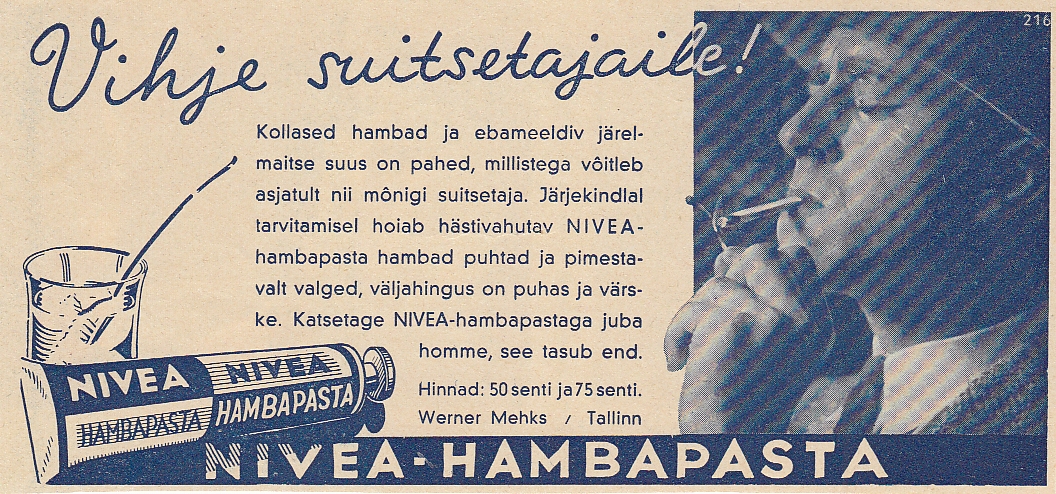 Vihje suitsetajaile!
216
Kollased hambad ja ebameeldiv järel-
maitse suus on pahed, millistega võitleb
asjatult nii mõnigi suitsetaja. Järjekindlal
tarvitamisel hoiab hästivahutav NIVEA-
hambapasta hambad puhtad ja pimesta-
valt valged, väljahingus on puhas ja värs-
ke. Katsetage NIVEA-hambapastaga juba
homme, see tasub end.
Hinnad: 50 senti ja 75 senti.
Werner Mehks / Tallinn
NIVEA
HAMBAPASTA
NIVEA
HAMBAPASTA
NIVEA-HAMBAPASTA